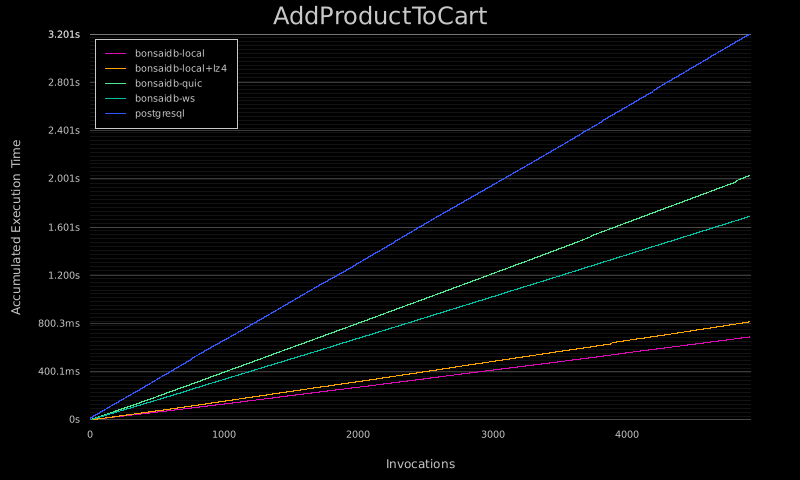 AddProductToCart
3.201s
2.801s
2.401s
2.001s
1.601s
1.200s
800.3ms
400.1ms
0s
Accumulated Execution Time
bonsaidb-local
bonsaidb-local+lz4
bonsaidb-quic
bonsaidb-ws
postgresql
0 1000 2000 3000 4000
Invocations